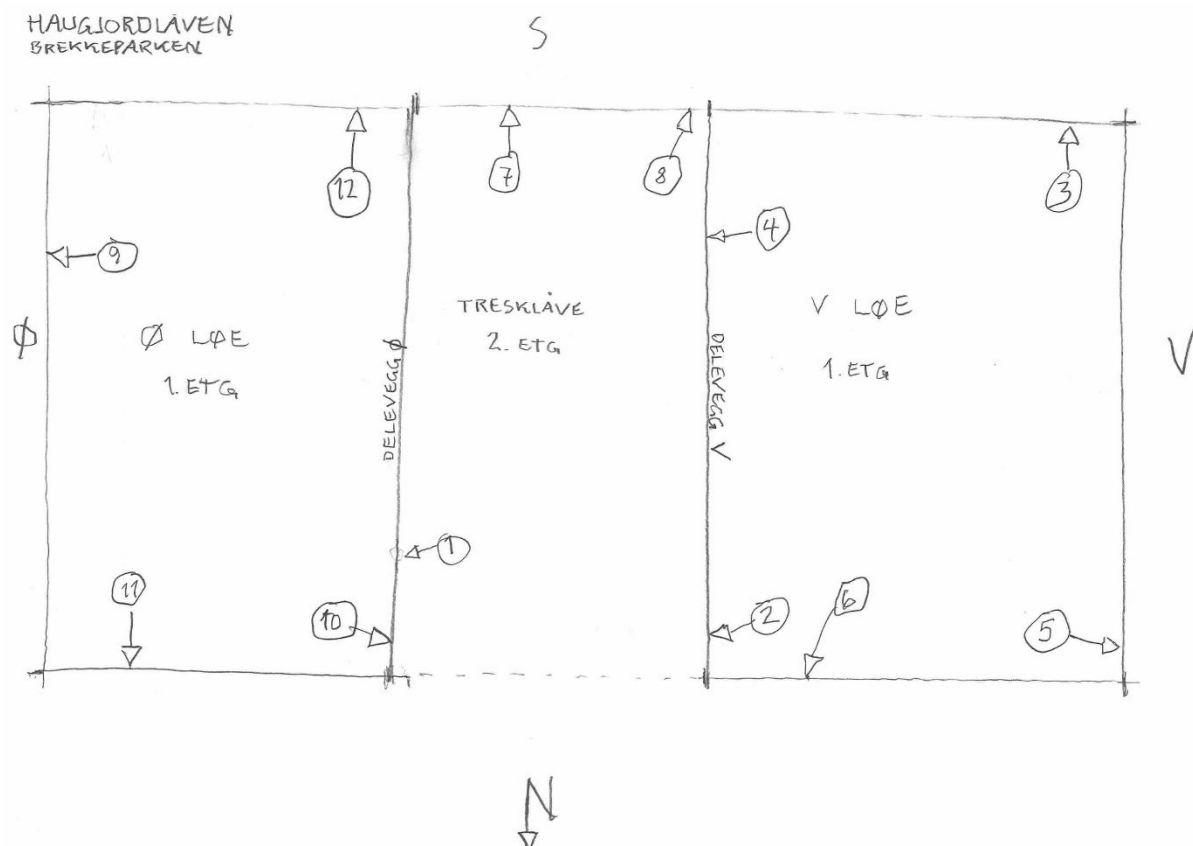 HAUGJORDLÅVEN
BREKKEPARKEN
S
12
7
8
3
9
4
Ø
Ø LØE
1. ETG
DELEVEGG Ø
TRESKLÅVE
2. ETG
DELEVEGG V
V LØE
1. ETG
V
1
11
10
2
6
5
N